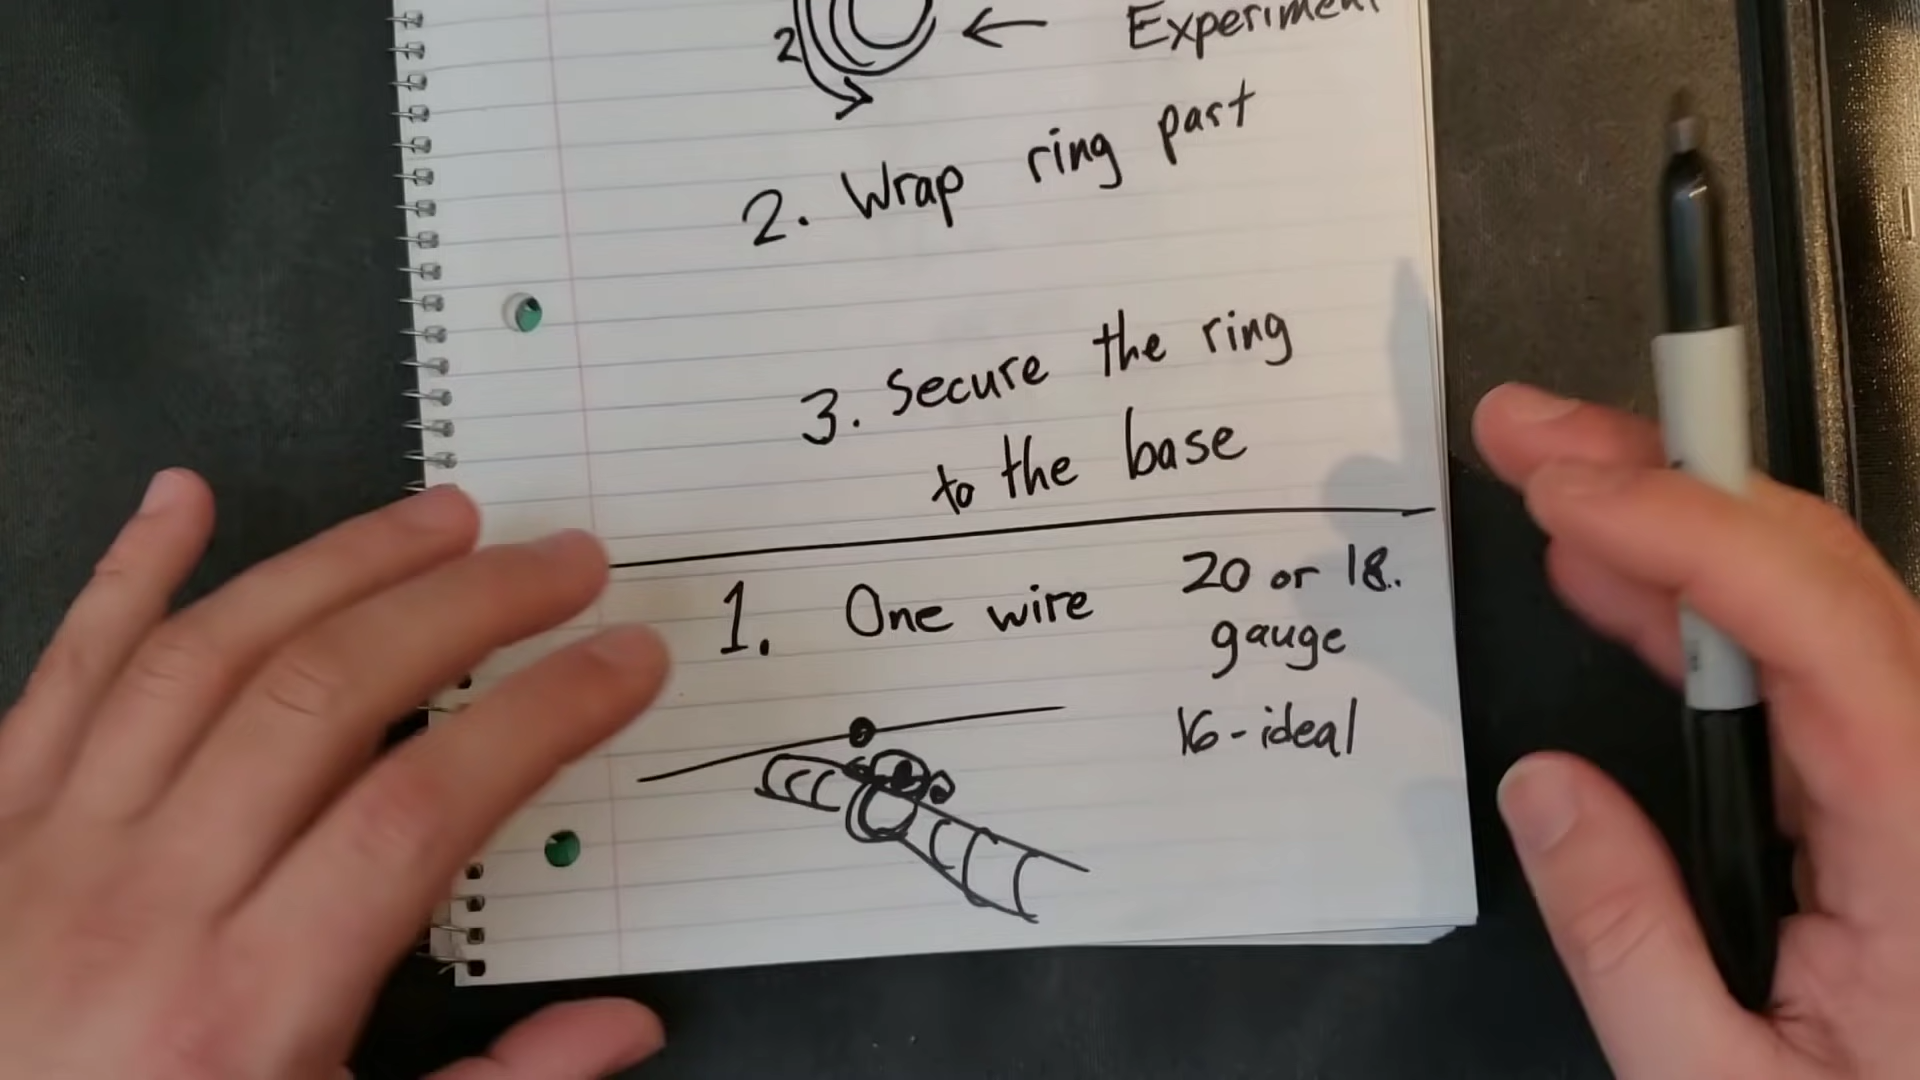 2
Experiment
2. Wrap ring part
3. Secure the ring
to the base
1. One wire
20 or 18.
gauge
16-ideal